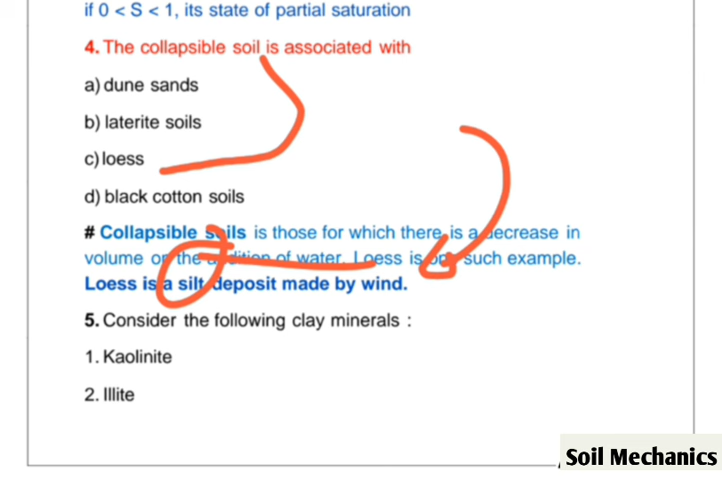 if 0 < S < 1, its state of partial saturation
4. The collapsible soil is associated with
a) dune sands
b) laterite soils
c) loess
d) black cotton soils
# Collapsible soils is those for which there is a decrease in
volume on the addition of water. Loess is one such example.
Loess is a silt deposit made by wind.
5. Consider the following clay minerals :
1. Kaolinite
2. Illite
Soil Mechanics